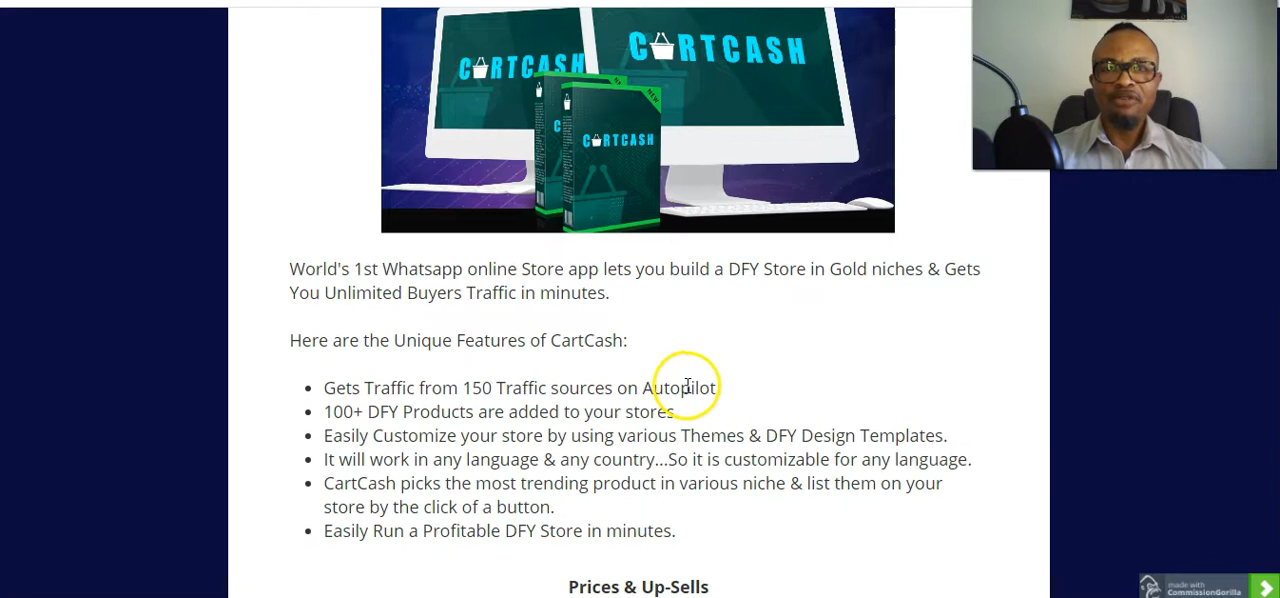 CARTCASH
CARTCASH
NEW
CARTCASH
World's 1st Whatsapp online Store app lets you build a DFY Store in Gold niches & Gets
You Unlimited Buyers Traffic in minutes.
Here are the Unique Features of CartCash:
Gets Traffic from 150 Traffic sources on Autopilot
100+ DFY Products are added to your stores
Easily Customize your store by using various Themes & DFY Design Templates.
It will work in any language & any country...So it is customizable for any language.
CartCash picks the most trending product in various niche & list them on your
store by the click of a button.
Easily Run a Profitable DFY Store in minutes.
Prices & Up-Sells
made with
CommissionGorilla